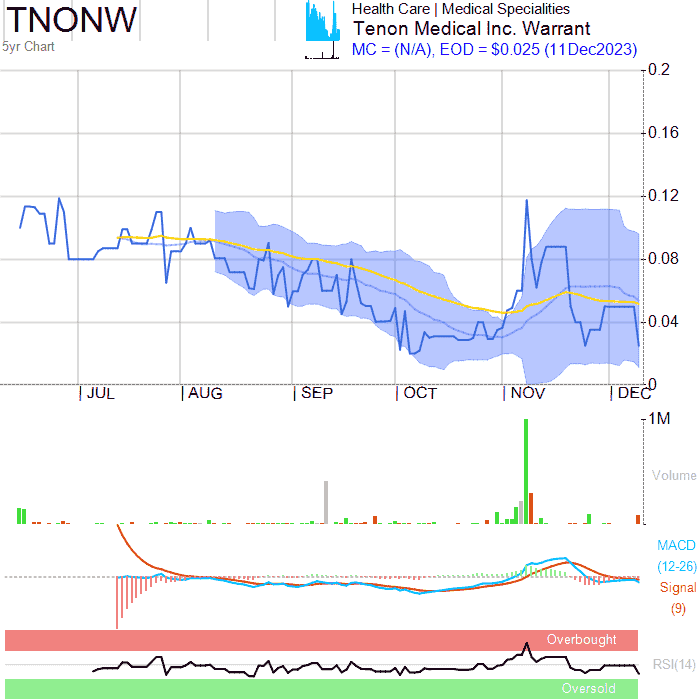 TNONW
5yr Chart
Health Care | Medical Specialities
Tenon Medical Inc. Warrant
MC = (N/A), EOD = $0.025 (11Dec2023)
0.2
0.16
0.12
0.08
0.04
0
JUL
AUG
SEP
OCT
NOV
DEC
1M
Volume
MACD
(12-26)
Signal
(9)
Overbought
RSI(14)
Oversold